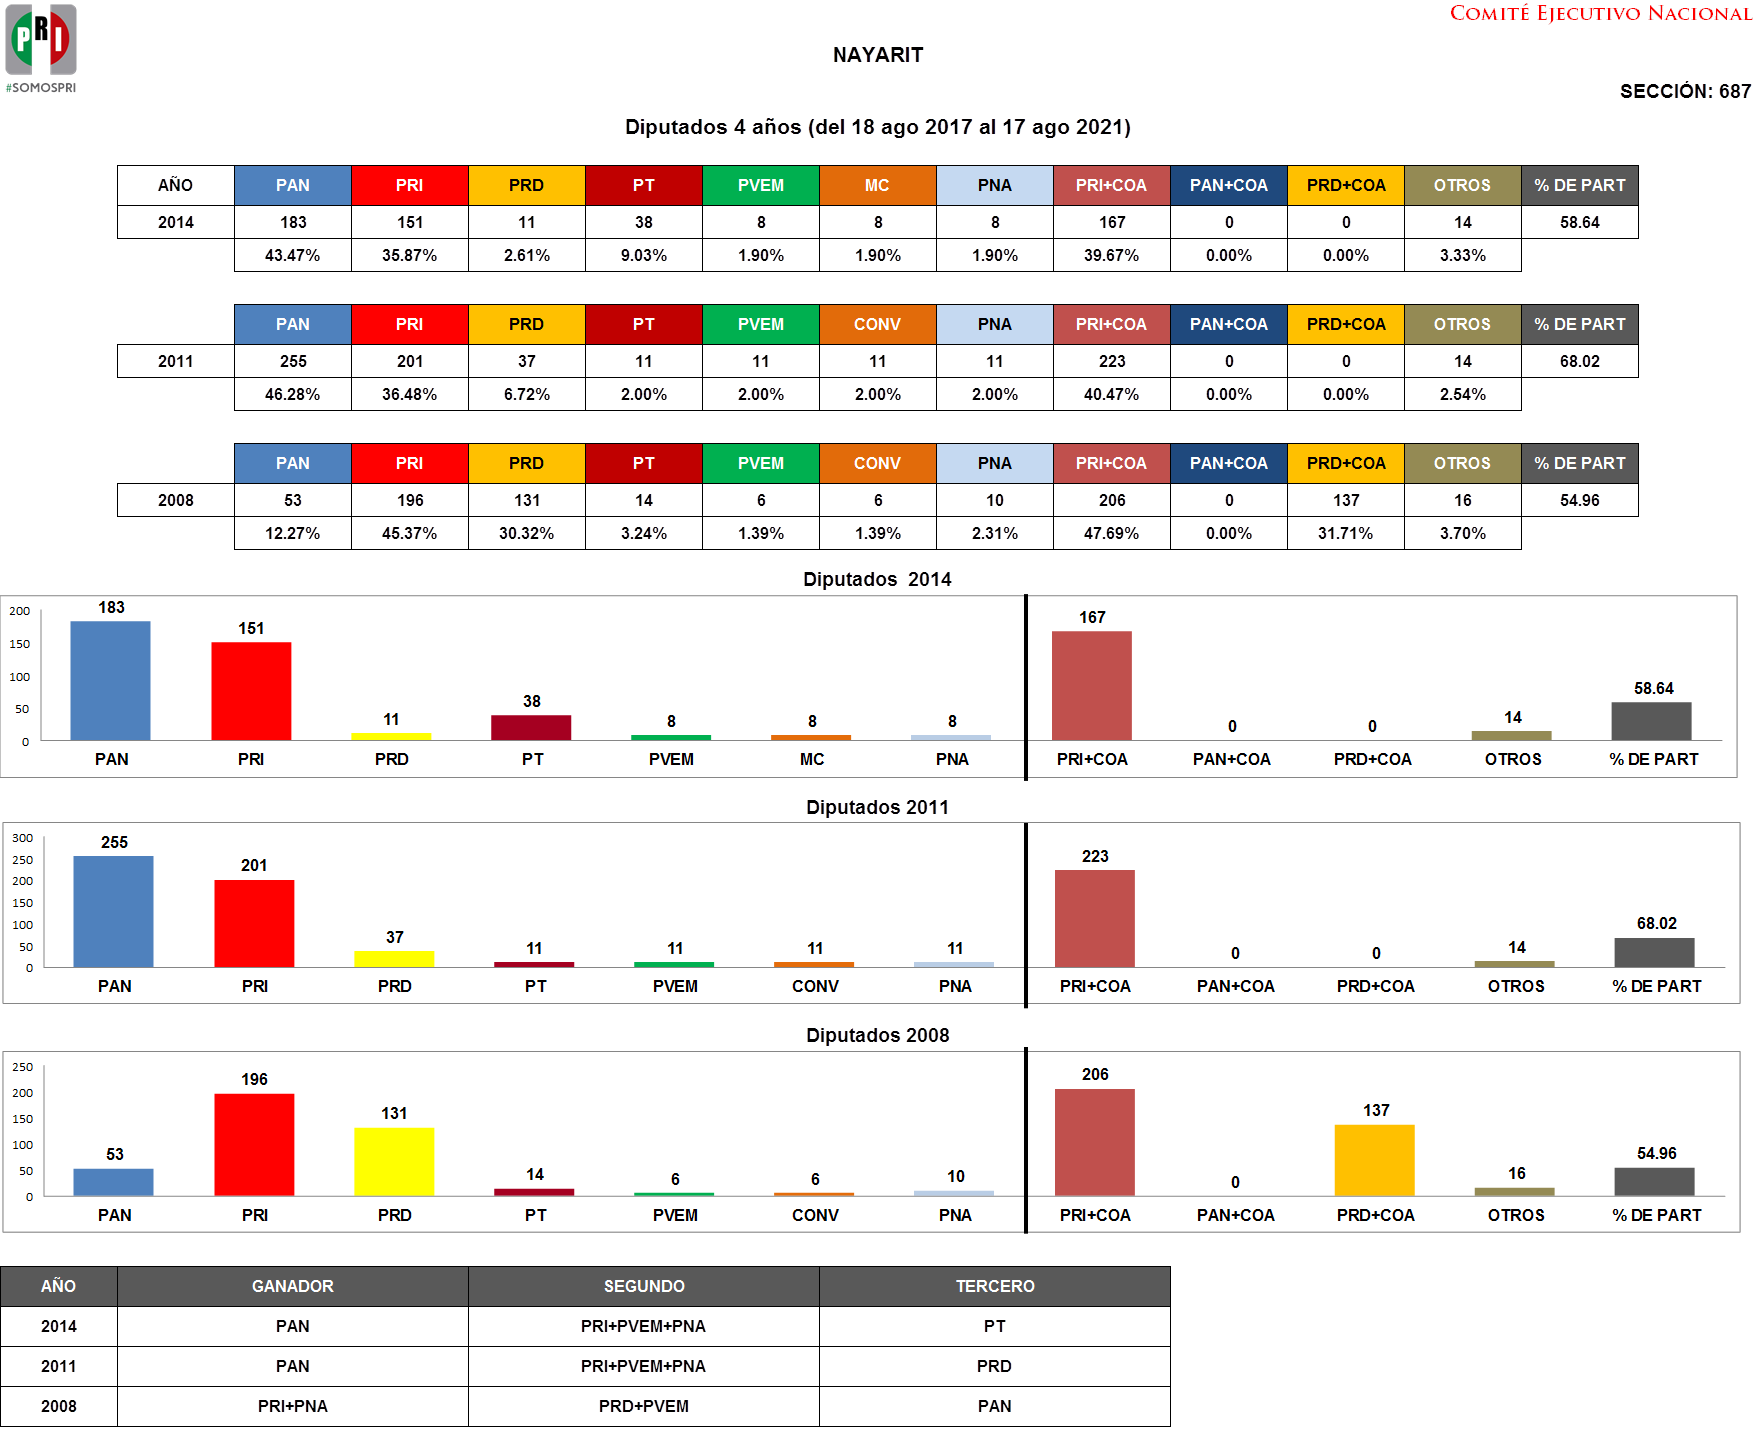 PRI
#SOMOSPRI
COMITÉ EJECUTIVO NACIONAL
NAYARIT
SECCIÓN: 687
Diputados 4 años (del 18 ago 2017 al 17 ago 2021)
AÑO PAN PRI PRD PT PVEM MC PNA PRI+COA PAN+COA PRD+COA OTROS % DE PART
2014 183 151 11 38 8 8 8 167 0 0 14 58.64
43.47% 35.87% 2.61% 9.03% 1.90% 1.90% 1.90% 39.67% 0.00% 0.00% 3.33%
PAN PRI PRD PT PVEM CONV PNA PRI+COA PAN+COA PRD+COA OTROS % DE PART
2011 255 201 37 11 11 11 11 223 0 0 14 68.02
46.28% 36.48% 6.72% 2.00% 2.00% 2.00% 2.00% 40.47% 0.00% 0.00% 2.54%
PAN PRI PRD PT PVEM CONV PNA PRI+COA PAN+COA PRD+COA OTROS % DE PART
2008 53 196 131 14 6 6 10 206 0 137 16 54.96
12.27% 45.37% 30.32% 3.24% 1.39% 1.39% 2.31% 47.69% 0.00% 31.71% 3.70%
Diputados 2014
200
150
100
50
0
183 151 11 38 8 8 8 167 0 0 14 58.64
PAN PRI PRD PT PVEM MC PNA PRI+COA PAN+COA PRD+COA OTROS % DE PART
Diputados 2011
300
250
200
150
100
50
0
255 201 37 11 11 11 11 223 0 0 14 68.02
PAN PRI PRD PT PVEM CONV PNA PRI+COA PAN+COA PRD+COA OTROS % DE PART
Diputados 2008
250
200
150
100
50
0
53 196 131 14 6 6 10 206 0 137 16 54.96
PAN PRI PRD PT PVEM CONV PNA PRI+COA PAN+COA PRD+COA OTROS % DE PART
AÑO GANADOR SEGUNDO TERCERO
2014 PAN PRI+PVEM+PNA PT
2011 PAN PRI+PVEM+PNA PRD
2008 PRI+PNA PRD+PVEM PAN